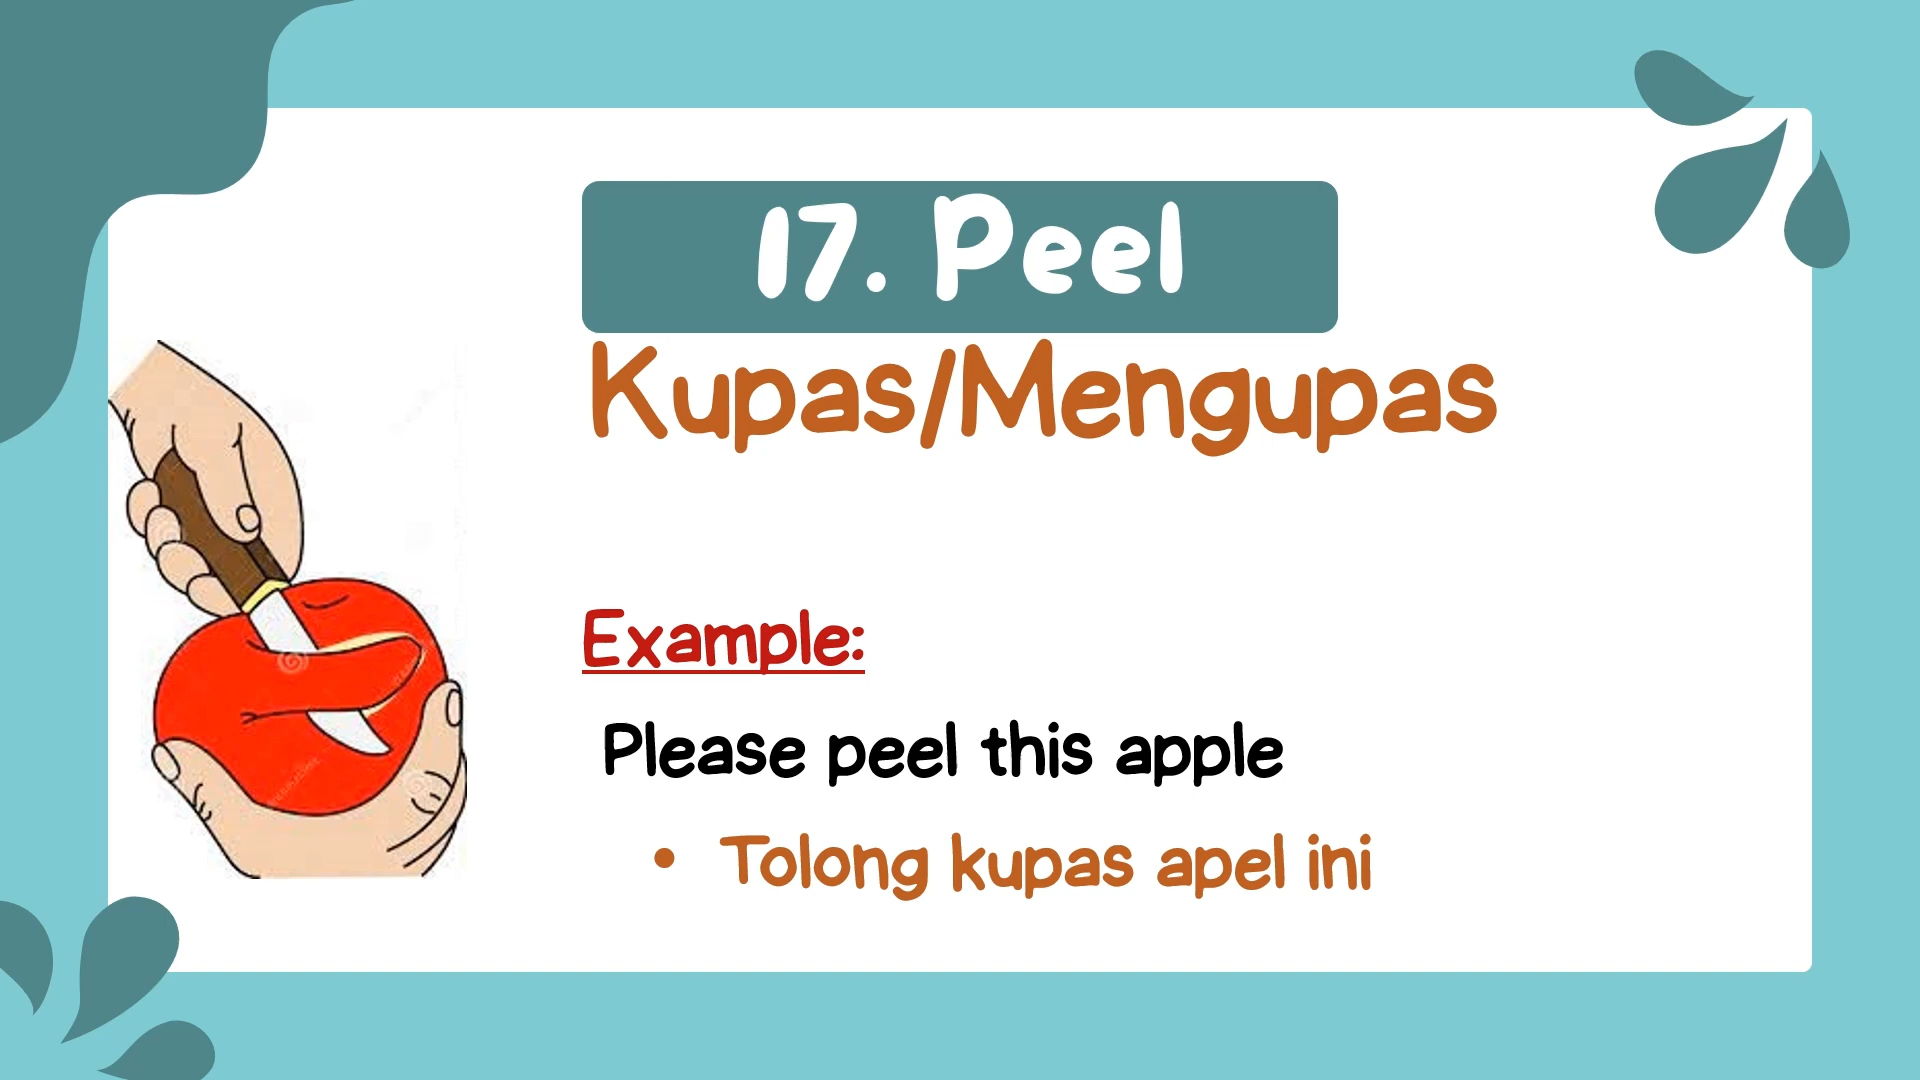 17. Peel
Kupas/Mengupas
Example:
Please peel this apple
• Tolong kupas apel ini